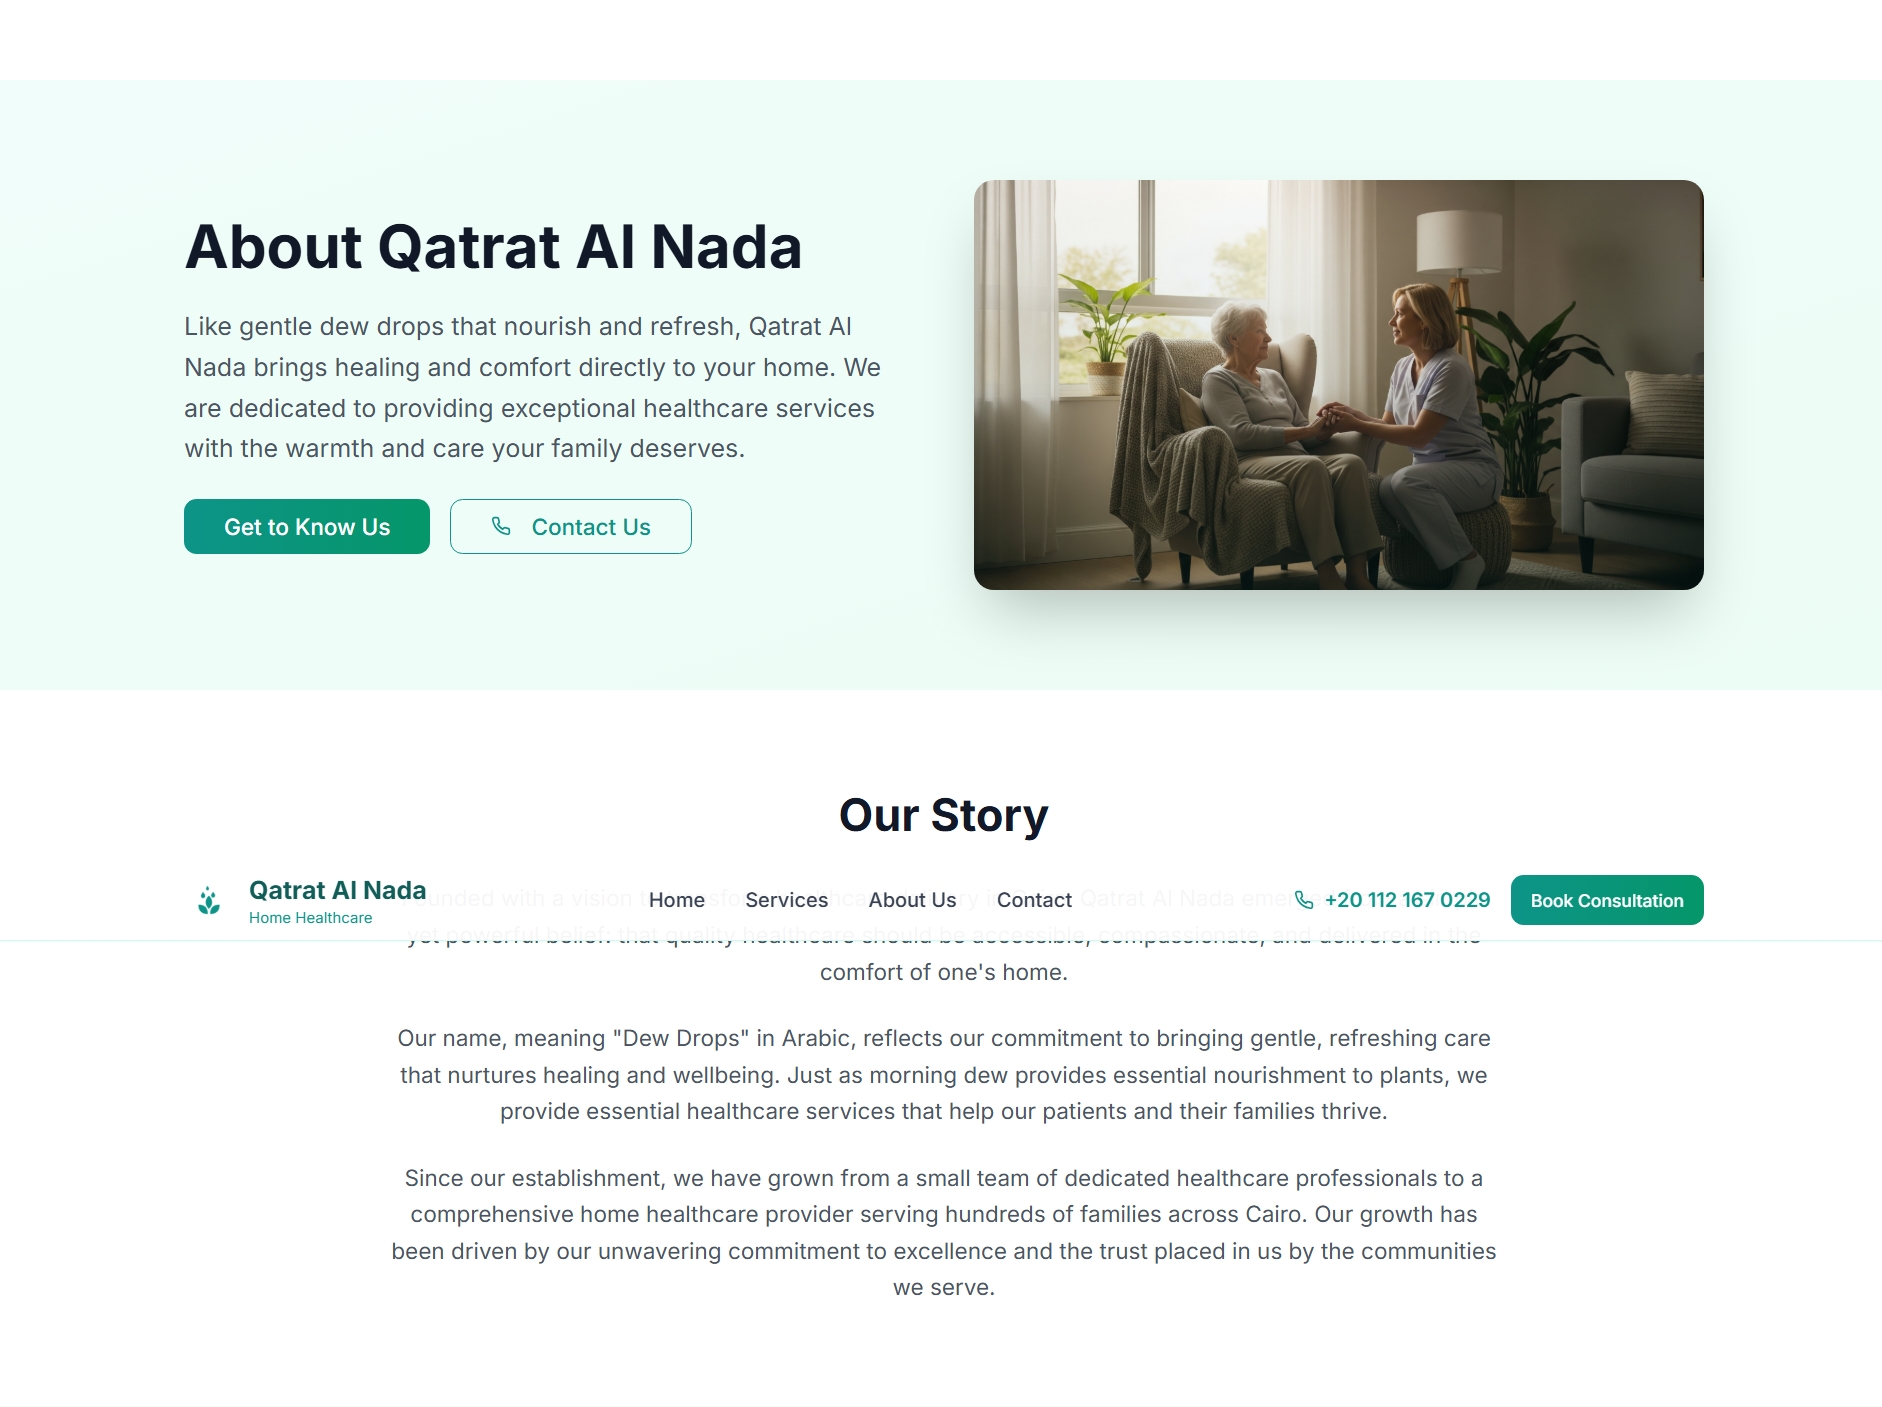 About Qatrat Al Nada
Like gentle dew drops that nourish and refresh, Qatrat Al
Nada brings healing and comfort directly to your home. We
are dedicated to providing exceptional healthcare services
with the warmth and care your family deserves.
Get to Know Us
Contact Us
Our Story
Qatrat Al Nada
Home Healthcare
Home
Services
About Us
Contact
+20 112 167 0229
Book Consultation
with a vision Qatrat Al Nada
yet powerful belief: that quality healthcare should be accessible, compassionate, and delivered in the
comfort of one's home.
Our name, meaning "Dew Drops" in Arabic, reflects our commitment to bringing gentle, refreshing care
that nurtures healing and wellbeing. Just as morning dew provides essential nourishment to plants, we
provide essential healthcare services that help our patients and their families thrive.
Since our establishment, we have grown from a small team of dedicated healthcare professionals to a
comprehensive home healthcare provider serving hundreds of families across Cairo. Our growth has
been driven by our unwavering commitment to excellence and the trust placed in us by the communities
we serve.